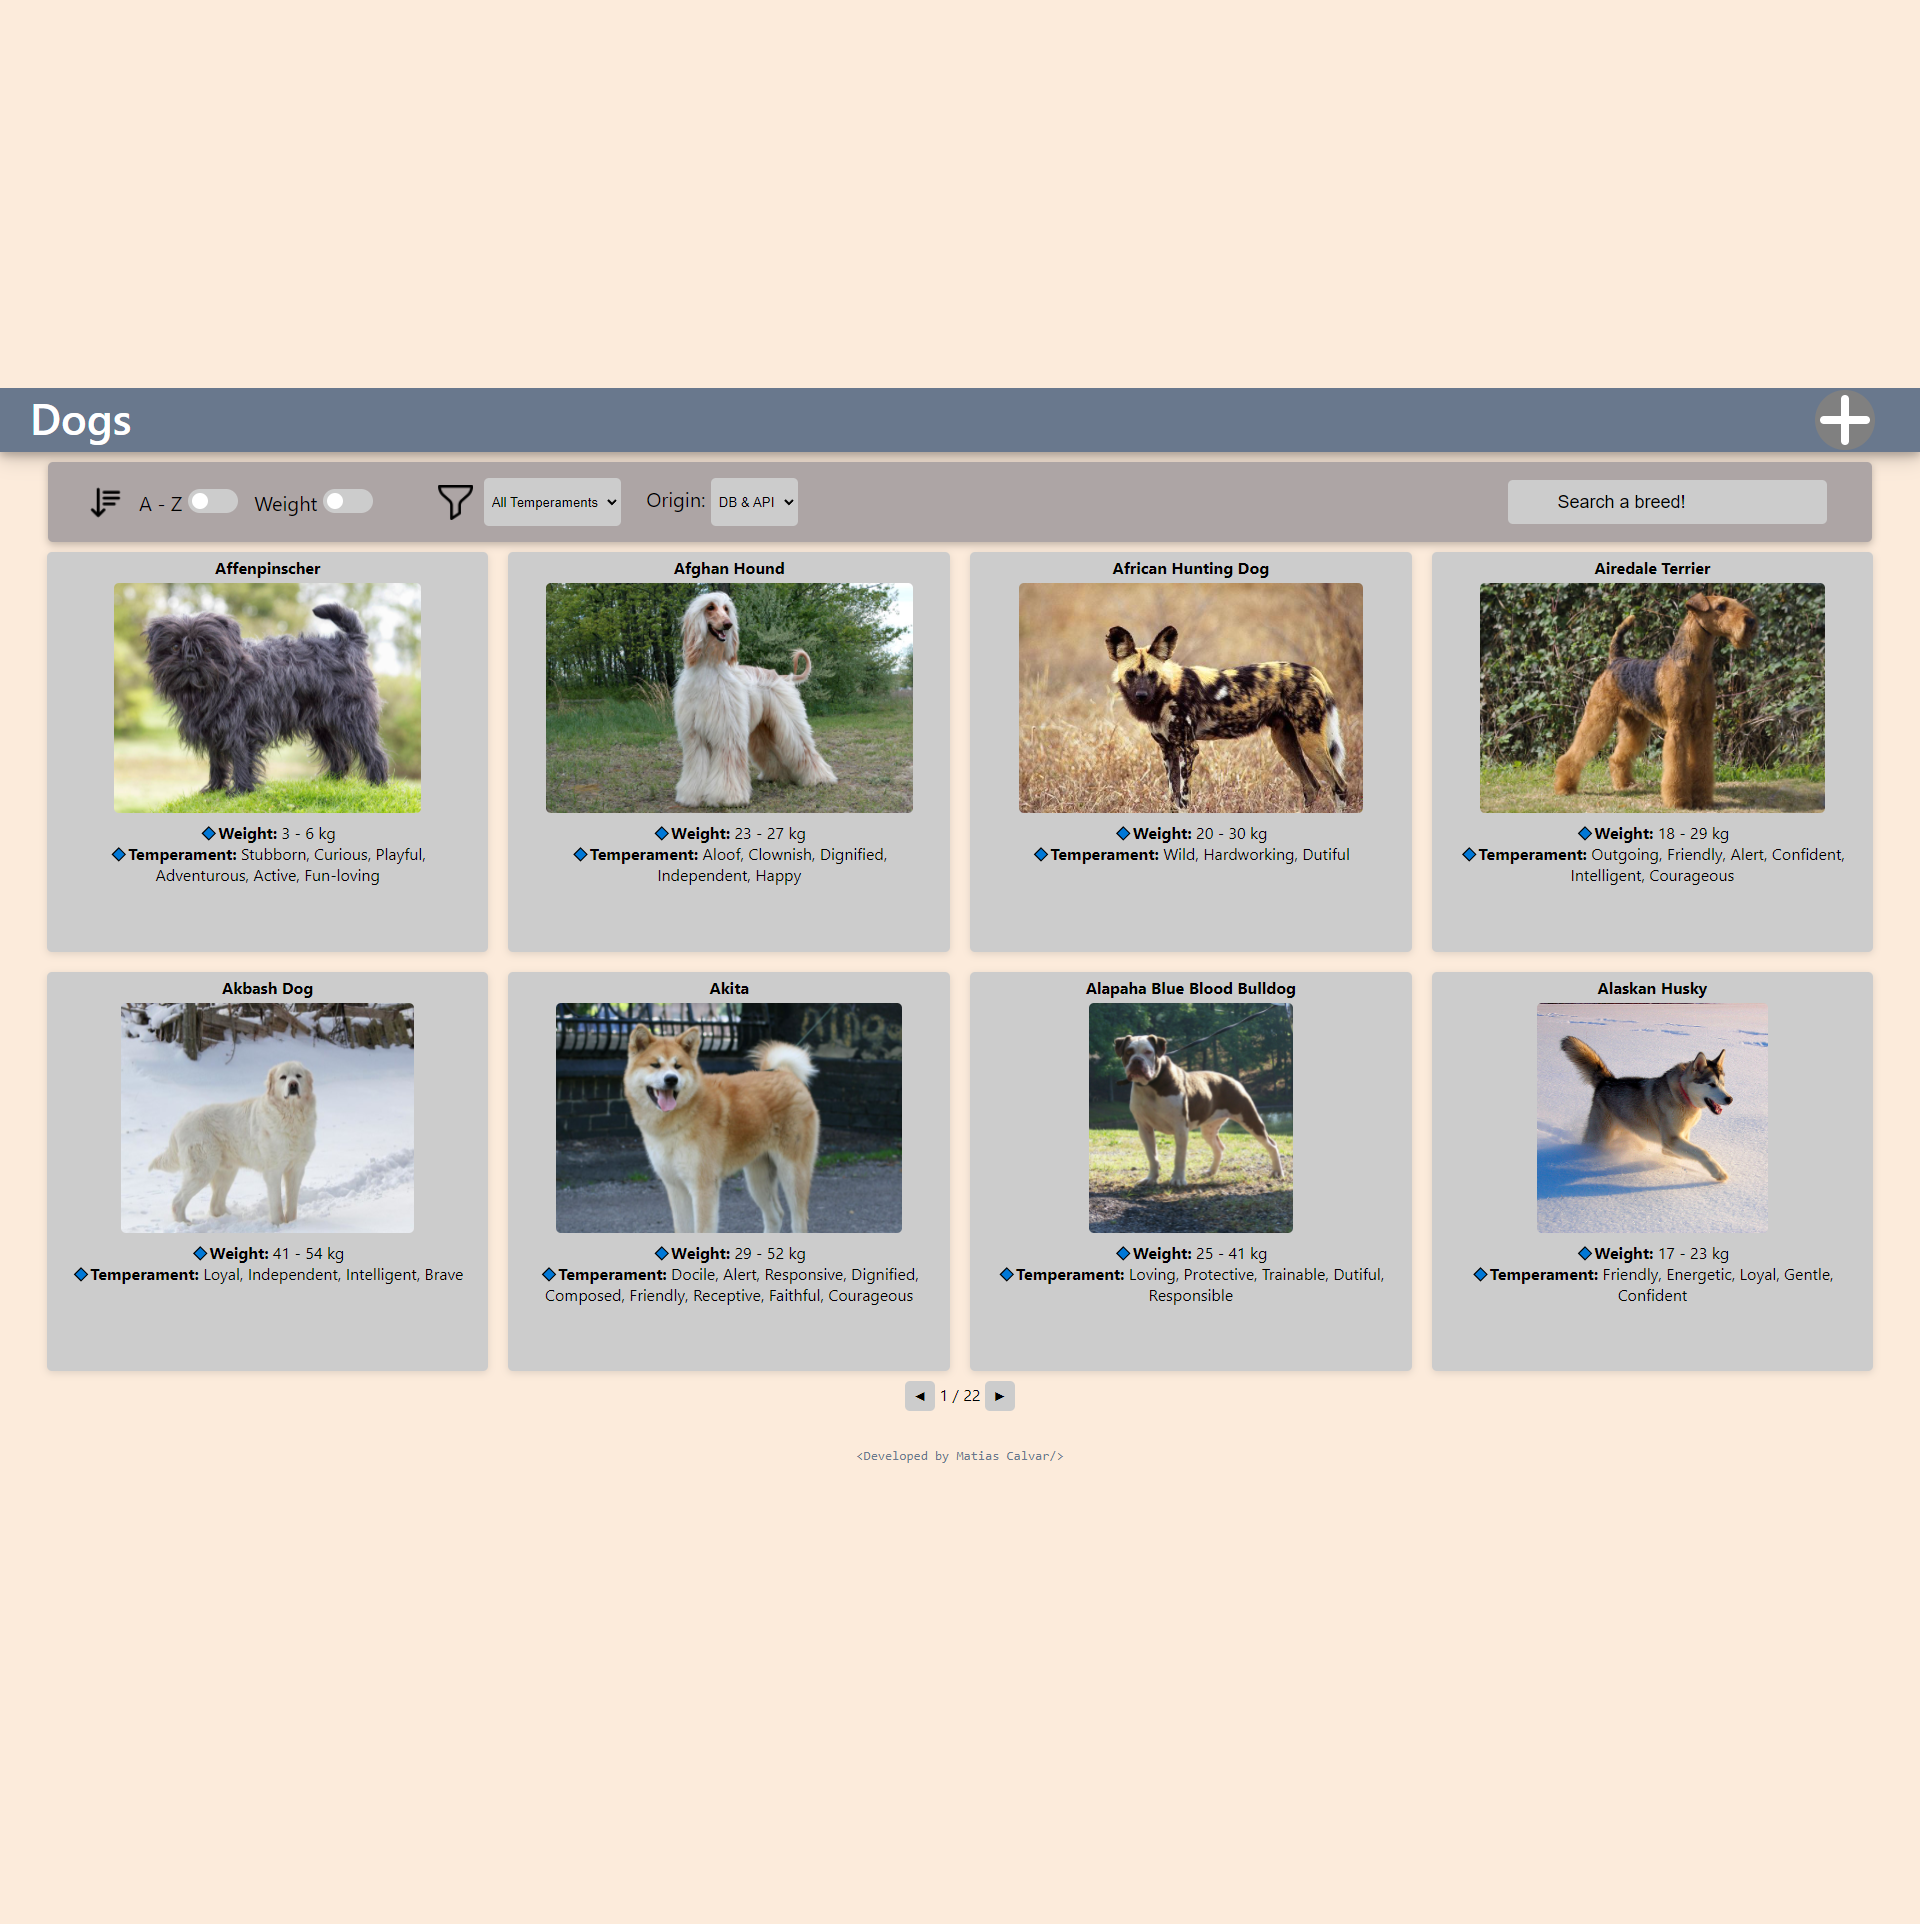 Dogs
A - Z Weight All Temperaments Origin: DB & API Search a breed!
Affenpinscher
Weight: 3 - 6 kg
Temperament: Stubborn, Curious, Playful,
Adventurous, Active, Fun-loving
Afghan Hound
Weight: 23 - 27 kg
Temperament: Aloof, Clownish, Dignified,
Independent, Happy
African Hunting Dog
Weight: 20 - 30 kg
Temperament: Wild, Hardworking, Dutiful
Airedale Terrier
Weight: 18 - 29 kg
Temperament: Outgoing, Friendly, Alert, Confident,
Intelligent, Courageous
Akbash Dog
Weight: 41 - 54 kg
Temperament: Loyal, Independent, Intelligent, Brave
Akita
Weight: 29 - 52 kg
Temperament: Docile, Alert, Responsive, Dignified,
Composed, Friendly, Receptive, Faithful, Courageous
Alapaha Blue Blood Bulldog
Weight: 25 - 41 kg
Temperament: Loving, Protective, Trainable, Dutiful,
Responsible
Alaskan Husky
Weight: 17 - 23 kg
Temperament: Friendly, Energetic, Loyal, Gentle,
Confident
◄ 1 / 22 ►
<Developed by Matias Calvar/>